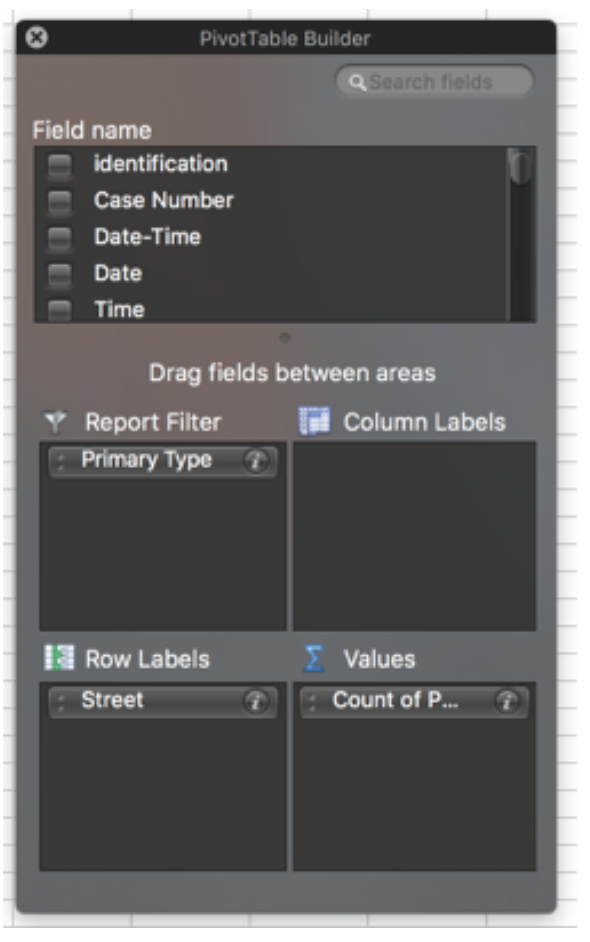 PivotTable Builder
Search fields
Field name
identification
Case Number
Date-Time
Date
Time
Drag fields between areas
Report Filter
Column Labels
Primary Type
Row Labels
Values
Street
Count of P...